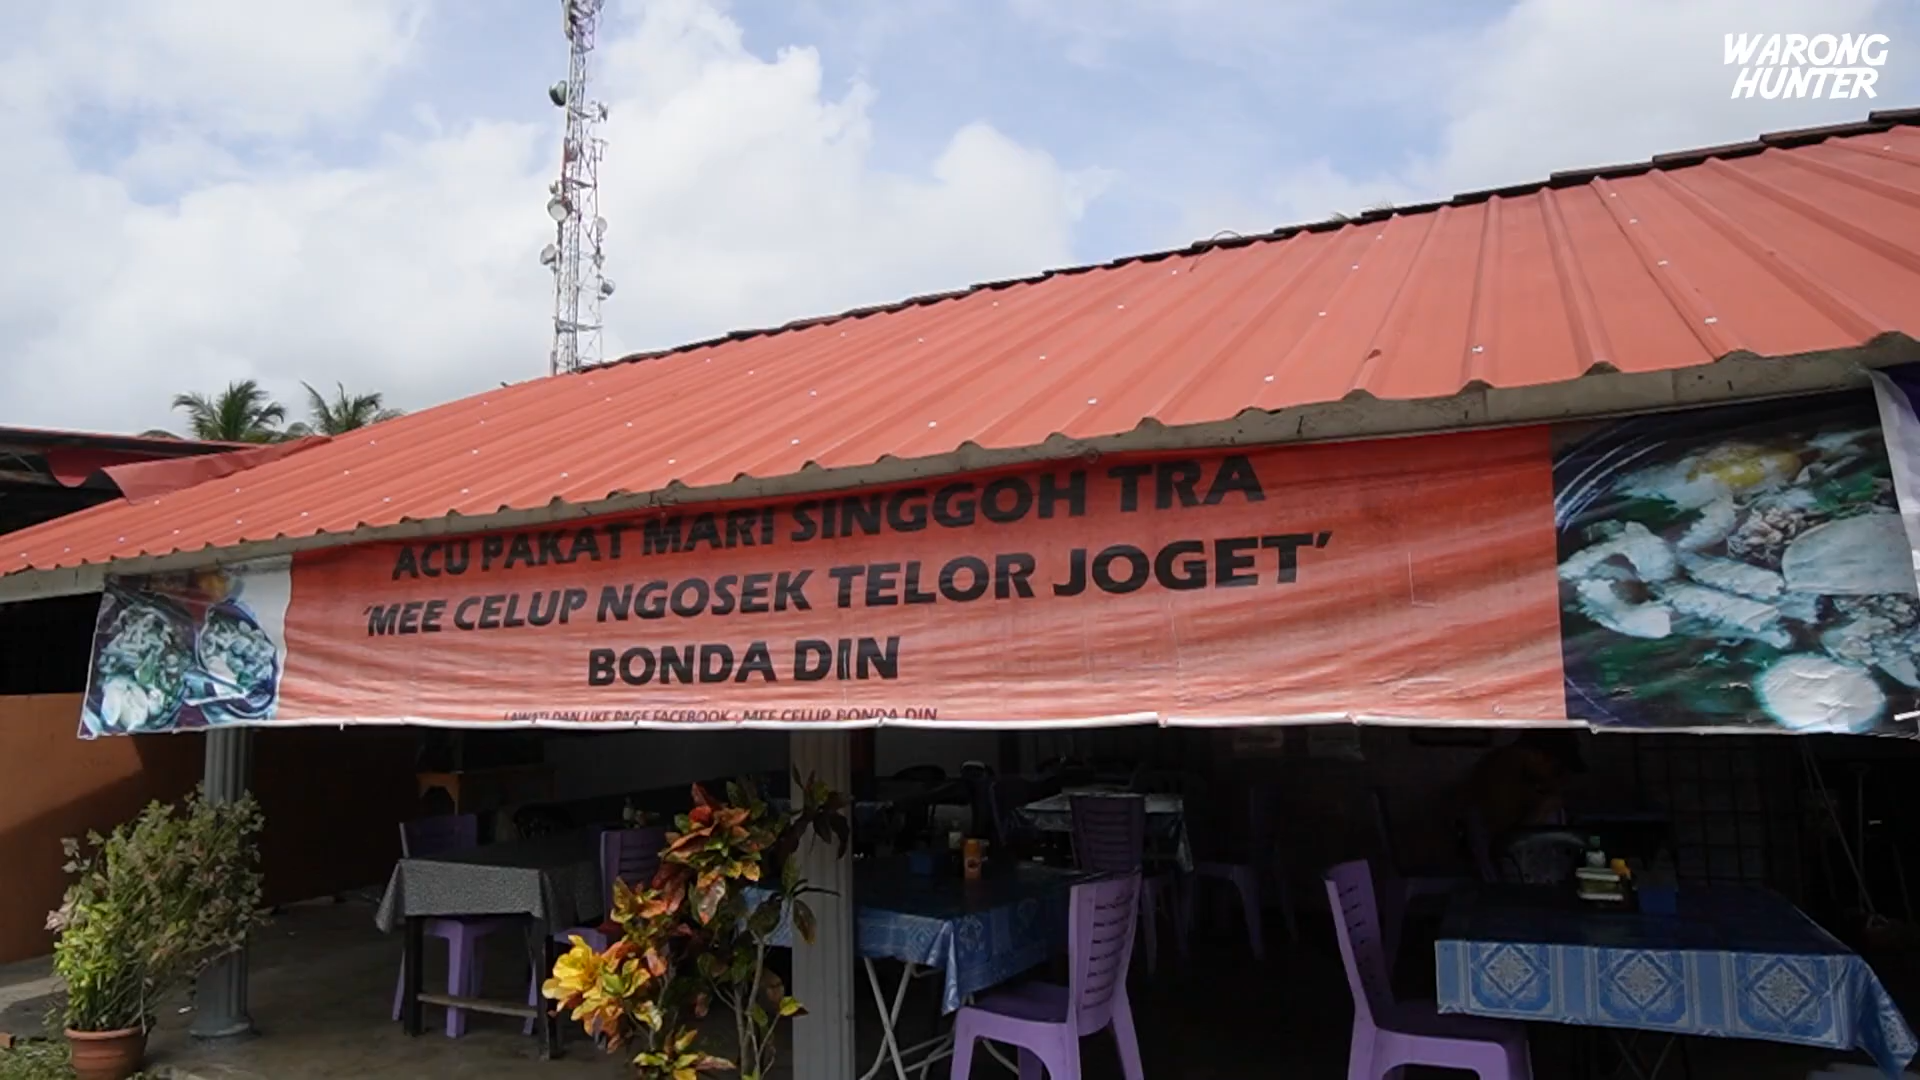 WARONG
HUNTER
ACU PAKAT MARI SINGGOH TRA
'MEE CELUP NGOSEK TELOR JOGET'
BONDA DIN
LAWATI DAN LIKE PAGE FACEBOOK : MEE CELUP BONDA DIN